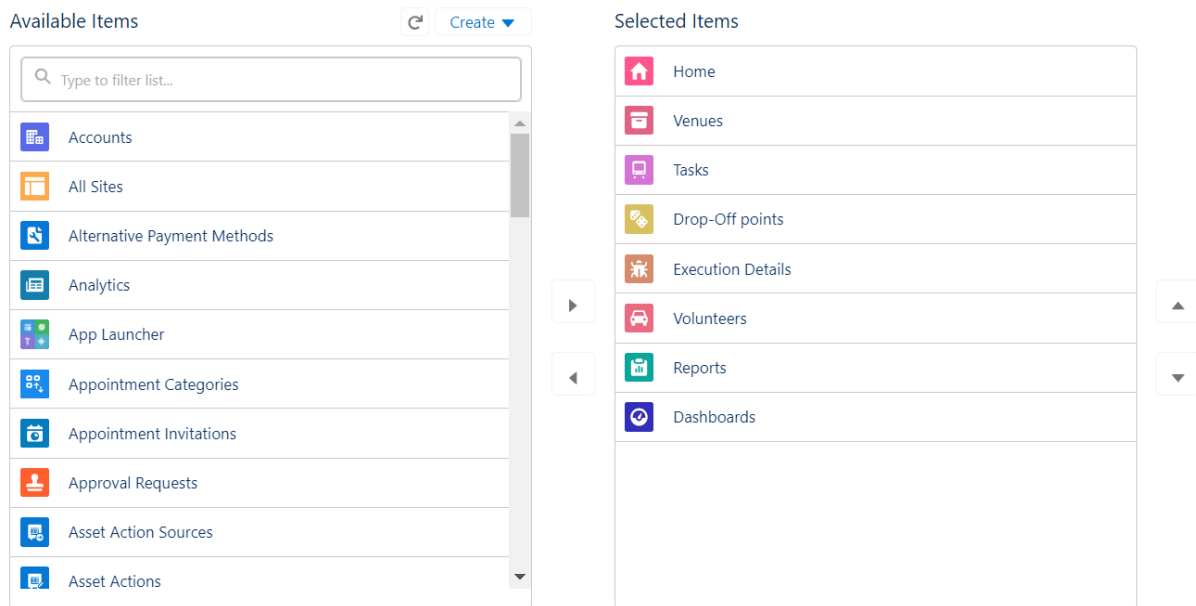 Available Items
Create
Type to filter list...
Accounts
All Sites
Alternative Payment Methods
Analytics
App Launcher
Appointment Categories
Appointment Invitations
Approval Requests
Asset Action Sources
Asset Actions
Selected Items
Home
Venues
Tasks
Drop-Off points
Execution Details
Volunteers
Reports
Dashboards